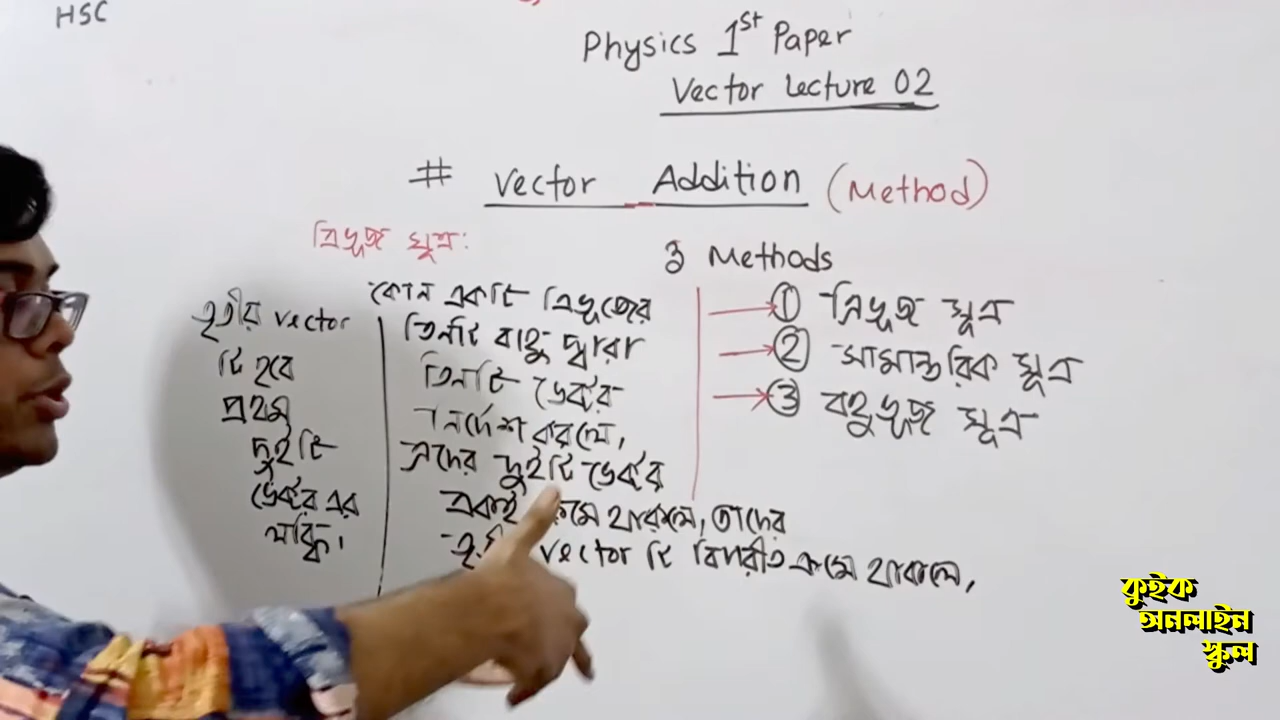 HSC
Physics 1st Paper
Vector Lecture 02
# Vector Addition (Method)
ত্রিভূজ সূত্র:
3 Methods
→ ① ত্রিভূজ সূত্র
→ ② সামান্তরিক সূত্র
→ ③ বহুভূজ সূত্র
কোন একটি ত্রিভূজের
তিনটি বাহু দ্বারা
তিনটি ভেক্টর
নির্দেশ করলে,
এদের দুইটি ভেক্টর
একই ক্রমে থাকলে, তাদের
vector টি বিপরীত ক্রমে থাকলে,
তৃতীয় vector
টি হবে
প্রথম
দুইটি
ভেক্টর এর
লব্ধি।
কুইক
অনলাইন
স্কুল